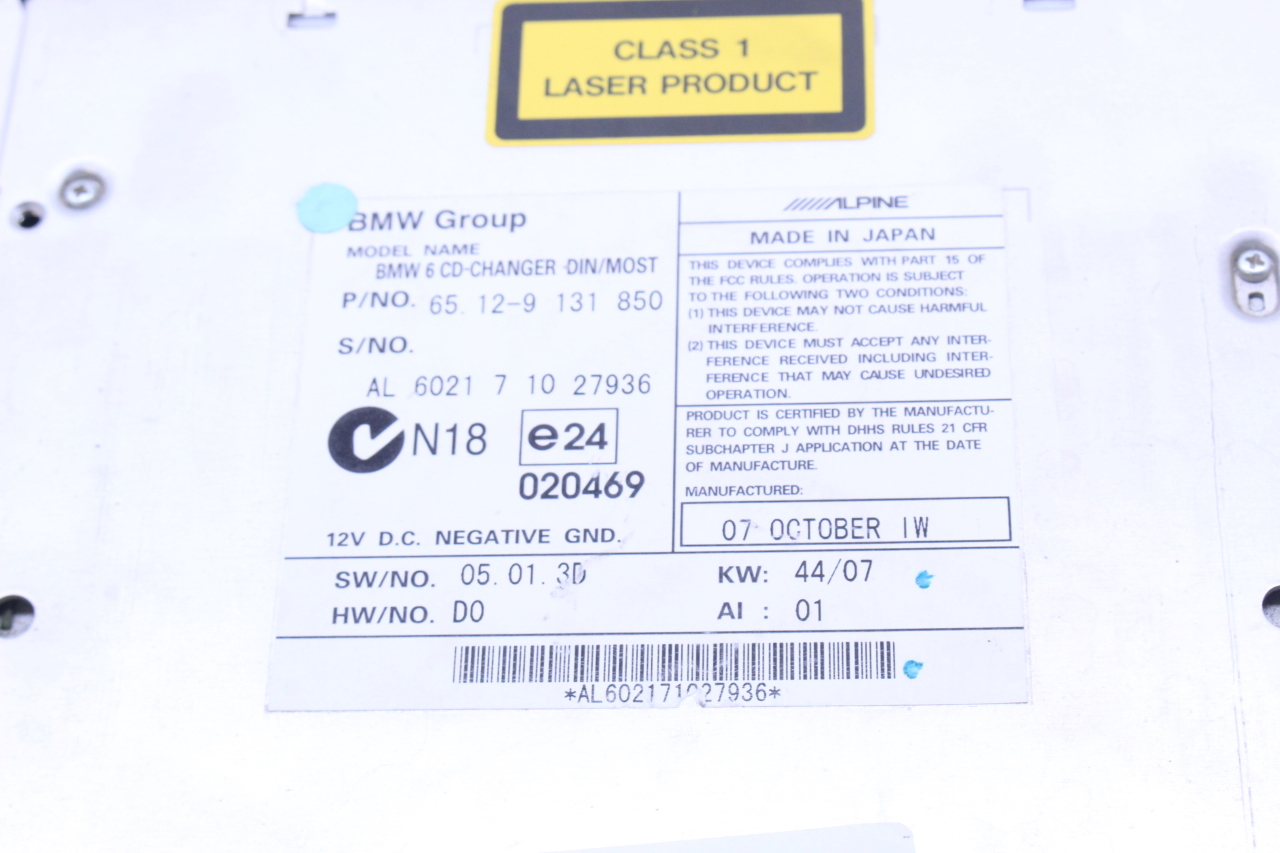 CLASS 1
LASER PRODUCT
BMW Group
MODEL NAME
BMW 6 CD-CHANGER DIN/MOST
P/NO. 65. 12-9 131 850
S/NO.
AL 6021 7 10 27936
N18 e24
020469
12V D.C. NEGATIVE GND.
ALPINE
MADE IN JAPAN
THIS DEVICE COMPLIES WITH PART 15 OF
THE FCC RULES. OPERATION IS SUBJECT
TO THE FOLLOWING TWO CONDITIONS:
(1) THIS DEVICE MAY NOT CAUSE HARMFUL
INTERFERENCE.
(2) THIS DEVICE MUST ACCEPT ANY INTER-
FERENCE RECEIVED INCLUDING INTER-
FERENCE THAT MAY CAUSE UNDESIRED
OPERATION.
PRODUCT IS CERTIFIED BY THE MANUFACTU-
RER TO COMPLY WITH DHHS RULES 21 CFR
SUBCHAPTER J APPLICATION AT THE DATE
OF MANUFACTURE.
MANUFACTURED:
07 OCTOBER IW
SW/NO. 05. 01. 3D KW: 44/07
HW/NO. D0 AI : 01
*AL602171027936*